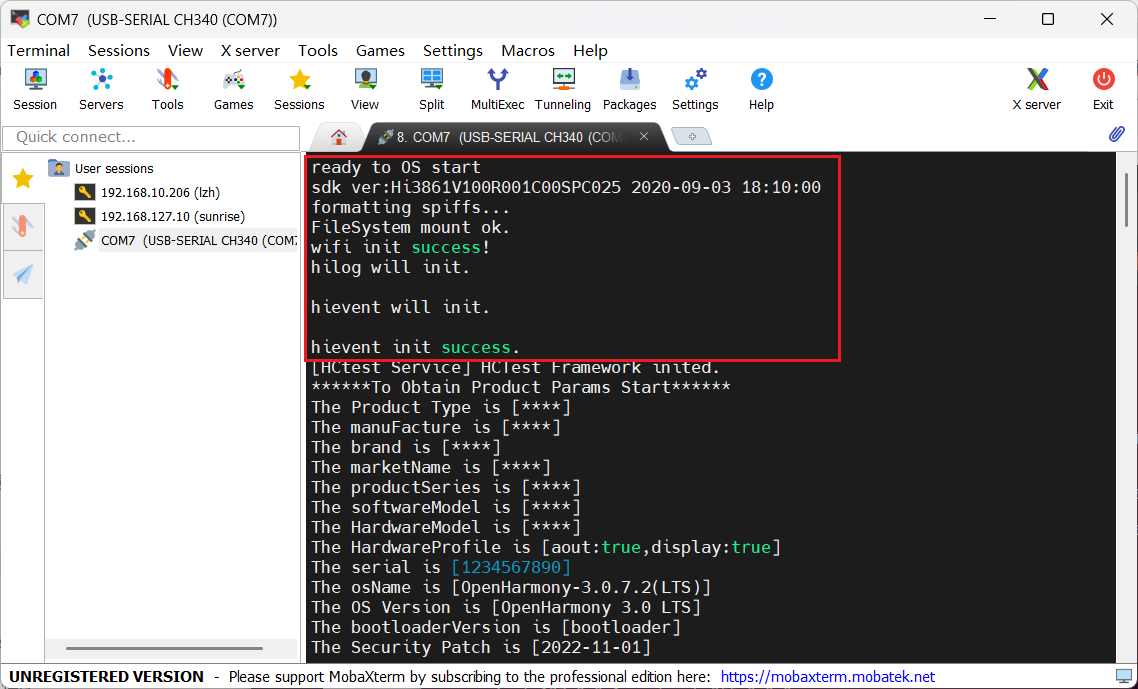 COM7 (USB-SERIAL CH340 (COM7))
Terminal Sessions View X server Tools Games Settings Macros Help
Session Servers Tools Games Sessions View Split MultiExec Tunneling Packages Settings Help X server Exit
Quick connect...
8. COM7 (USB-SERIAL CH340 (COM
User sessions
192.168.10.206 (lzh)
192.168.127.10 (sunrise)
COM7 (USB-SERIAL CH340 (COM7
ready to OS start
sdk ver:Hi3861V100R001C00SPC025 2020-09-03 18:10:00
formatting spiffs...
FileSystem mount ok.
wifi init success!
hilog will init.
hievent will init.
hievent init success.
[HCtest Service] HCTest Framework inited.
******To Obtain Product Params Start******
The Product Type is [****]
The manuFacture is [****]
The brand is [****]
The marketName is [****]
The productSeries is [****]
The softwareModel is [****]
The HardwareModel is [****]
The HardwareProfile is [aout:true,display:true]
The serial is [1234567890]
The osName is [OpenHarmony-3.0.7.2(LTS)]
The OS Version is [OpenHarmony 3.0 LTS]
The bootloaderVersion is [bootloader]
The Security Patch is [2022-11-01]
UNREGISTERED VERSION - Please support MobaXterm by subscribing to the professional edition here: https://mobaxterm.mobatek.net